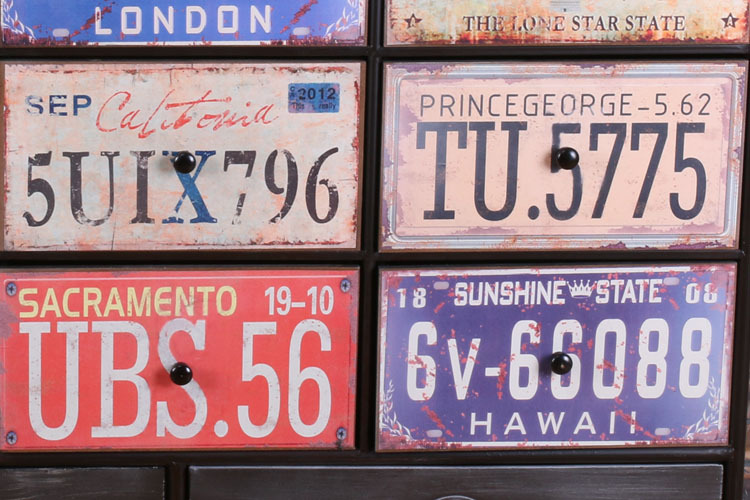 LONDON
THE LONE STAR STATE
SEP California 2012
5UIX796
PRINCEGEORGE-5.62
TU.5775
SACRAMENTO 19-10
UBS.56
18 SUNSHINE STATE 08
6V-66088
HAWAII